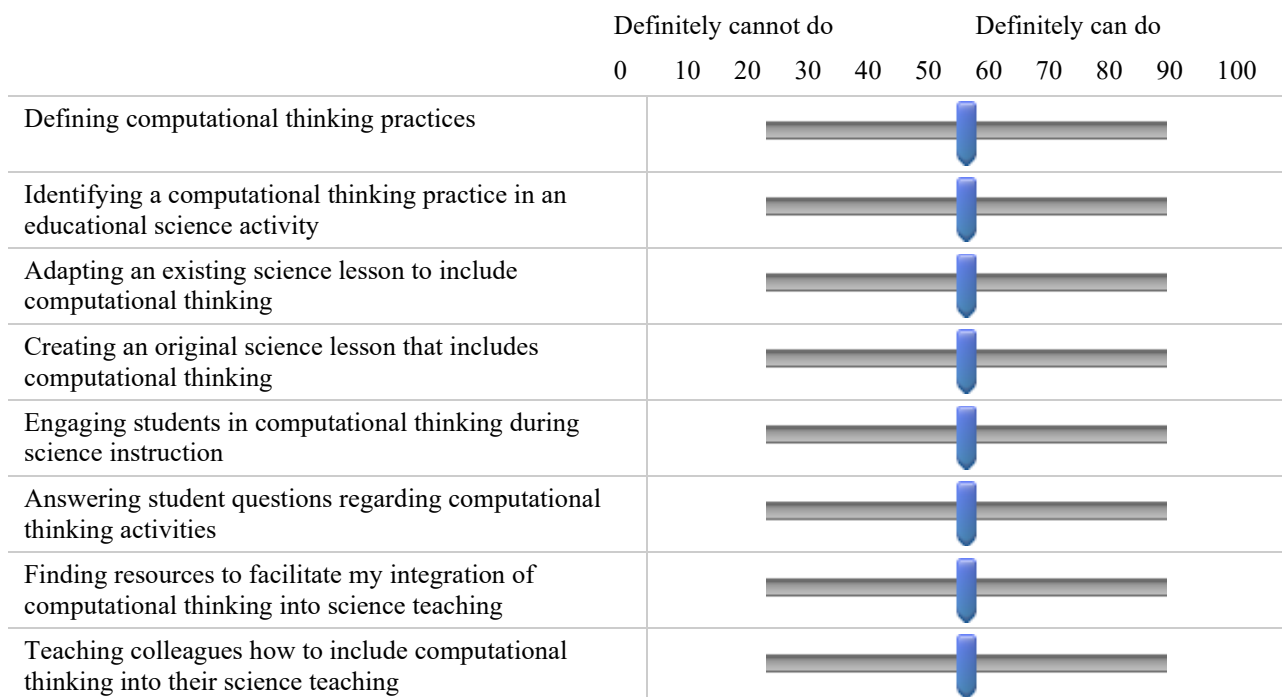 Definitely cannot do Definitely can do
0 10 20 30 40 50 60 70 80 90 100
Defining computational thinking practices
Identifying a computational thinking practice in an
educational science activity
Adapting an existing science lesson to include
computational thinking
Creating an original science lesson that includes
computational thinking
Engaging students in computational thinking during
science instruction
Answering student questions regarding computational
thinking activities
Finding resources to facilitate my integration of
computational thinking into science teaching
Teaching colleagues how to include computational
thinking into their science teaching